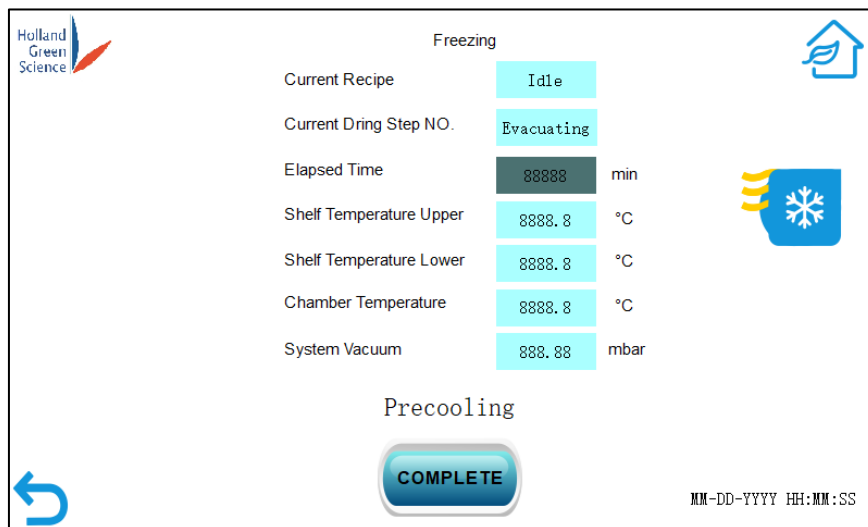 Holland
Green
Science
Freezing
Current Recipe Idle
Current Dring Step NO. Evacuating
Elapsed Time 88888 min
Shelf Temperature Upper 8888.8 °C
Shelf Temperature Lower 8888.8 °C
Chamber Temperature 8888.8 °C
System Vacuum 888.88 mbar
Precooling
COMPLETE
MM-DD-YYYY HH:MM:SS